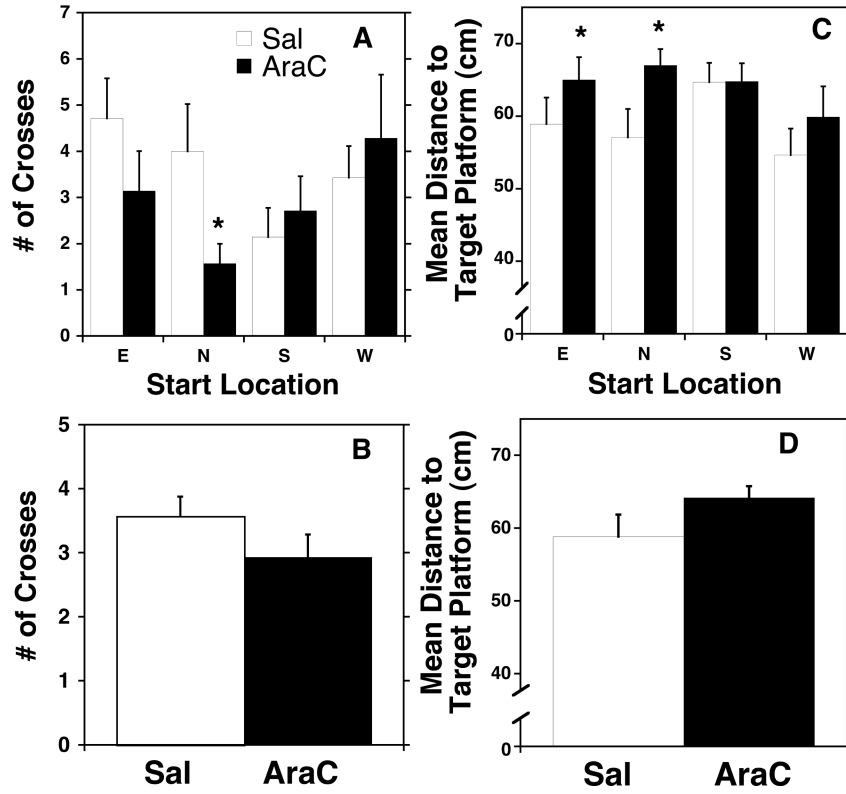 # of Crosses
7
6
5
4
3
2
1
0
Sal
AraC
A
*
E N S W
Start Location
Mean Distance to
Target Platform (cm)
70
60
50
40
0
C
* *
E N S W
Start Location
# of Crosses
5
4
3
2
1
0
B
Sal AraC
Mean Distance to
Target Platform (cm)
70
60
50
40
0
D
Sal AraC